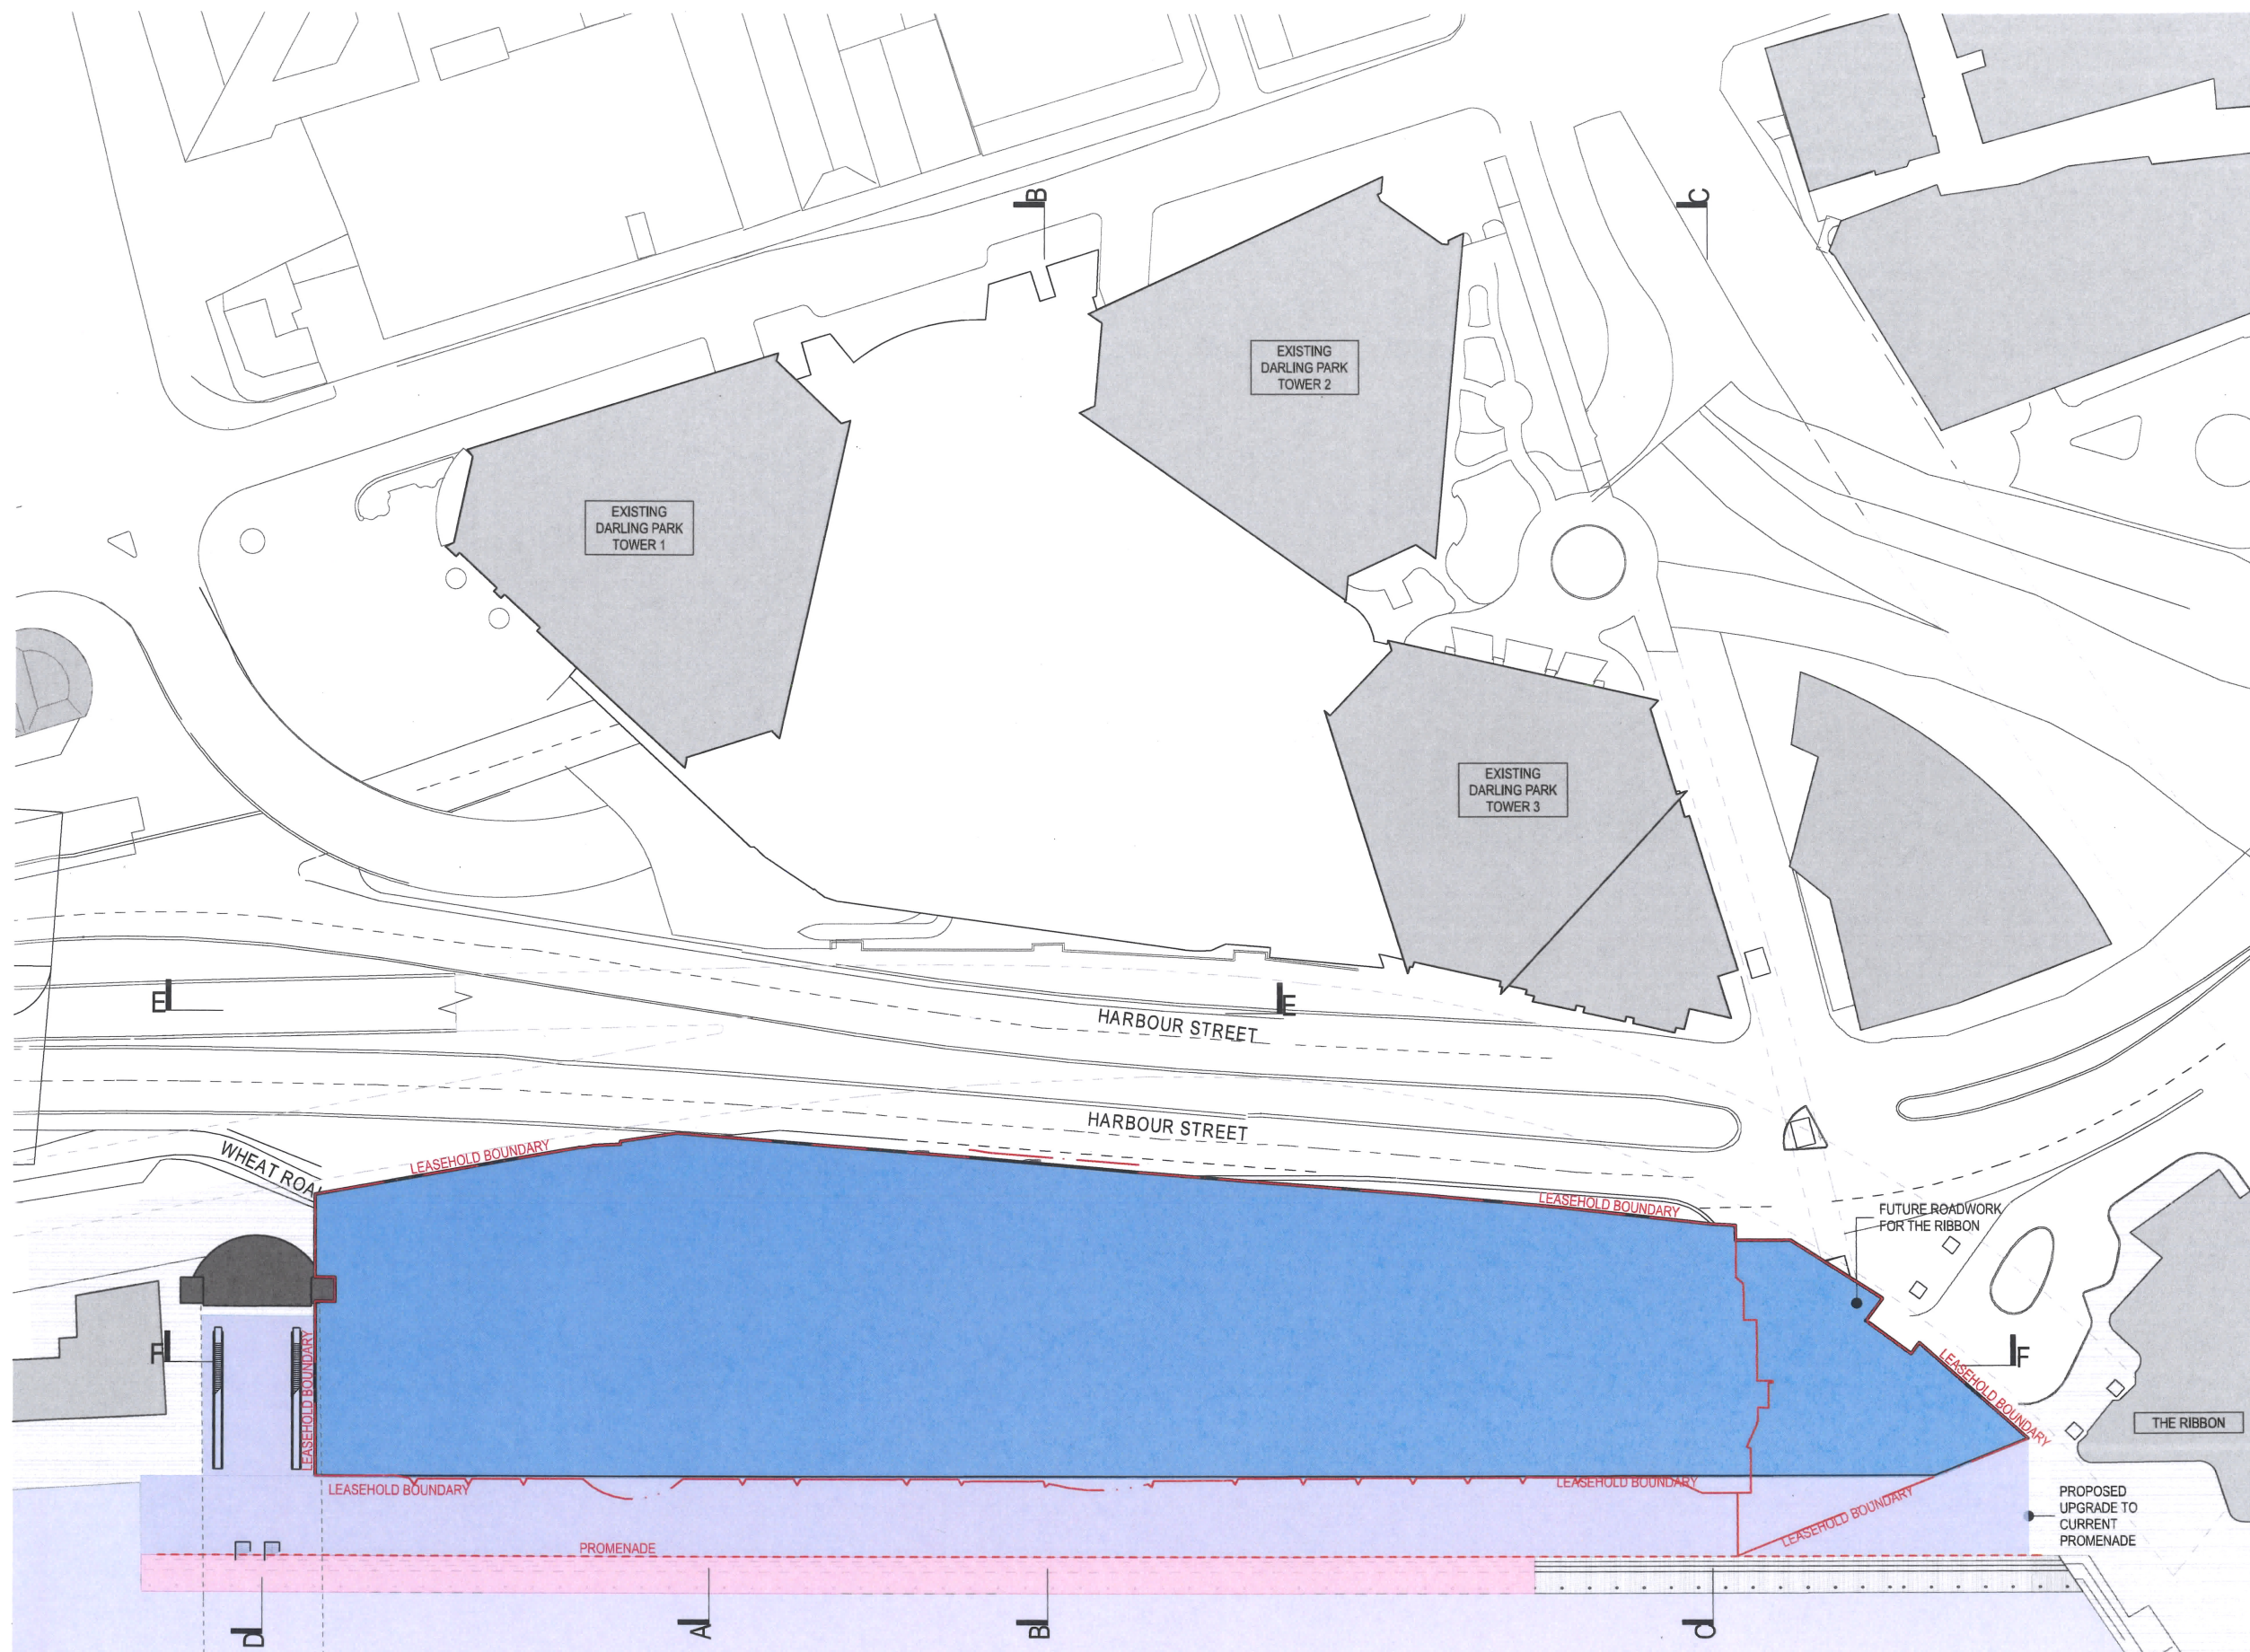 B
C
EXISTING
DARLING PARK
TOWER 2
EXISTING
DARLING PARK
TOWER 1
EXISTING
DARLING PARK
TOWER 3
E
E
HARBOUR STREET
HARBOUR STREET
WHEAT ROA
LEASEHOLD BOUNDARY
LEASEHOLD BOUNDARY
FUTURE ROADWORK
FOR THE RIBBON
F
F
LEASEHOLD BOUNDARY
LEASEHOLD BOUNDARY
THE RIBBON
LEASEHOLD BOUNDARY
LEASEHOLD BOUNDARY
LEASEHOLD BOUNDARY
PROPOSED
UPGRADE TO
CURRENT
PROMENADE
PROMENADE
D
A
B
C